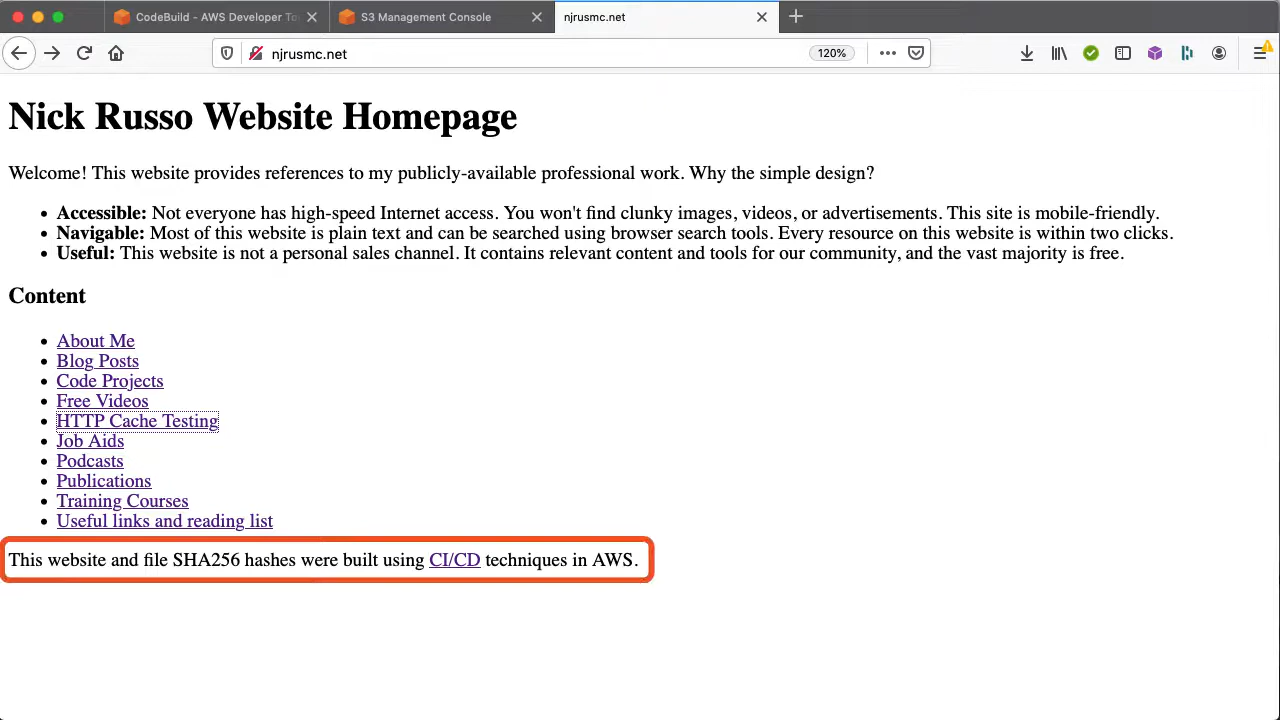 CodeBuild - AWS Developer To
S3 Management Console
njrusmc.net
njrusmc.net
120%
Nick Russo Website Homepage
Welcome! This website provides references to my publicly-available professional work. Why the simple design?
Accessible: Not everyone has high-speed Internet access. You won't find clunky images, videos, or advertisements. This site is mobile-friendly.
Navigable: Most of this website is plain text and can be searched using browser search tools. Every resource on this website is within two clicks.
Useful: This website is not a personal sales channel. It contains relevant content and tools for our community, and the vast majority is free.
Content
About Me
Blog Posts
Code Projects
Free Videos
HTTP Cache Testing
Job Aids
Podcasts
Publications
Training Courses
Useful links and reading list
This website and file SHA256 hashes were built using CI/CD techniques in AWS.